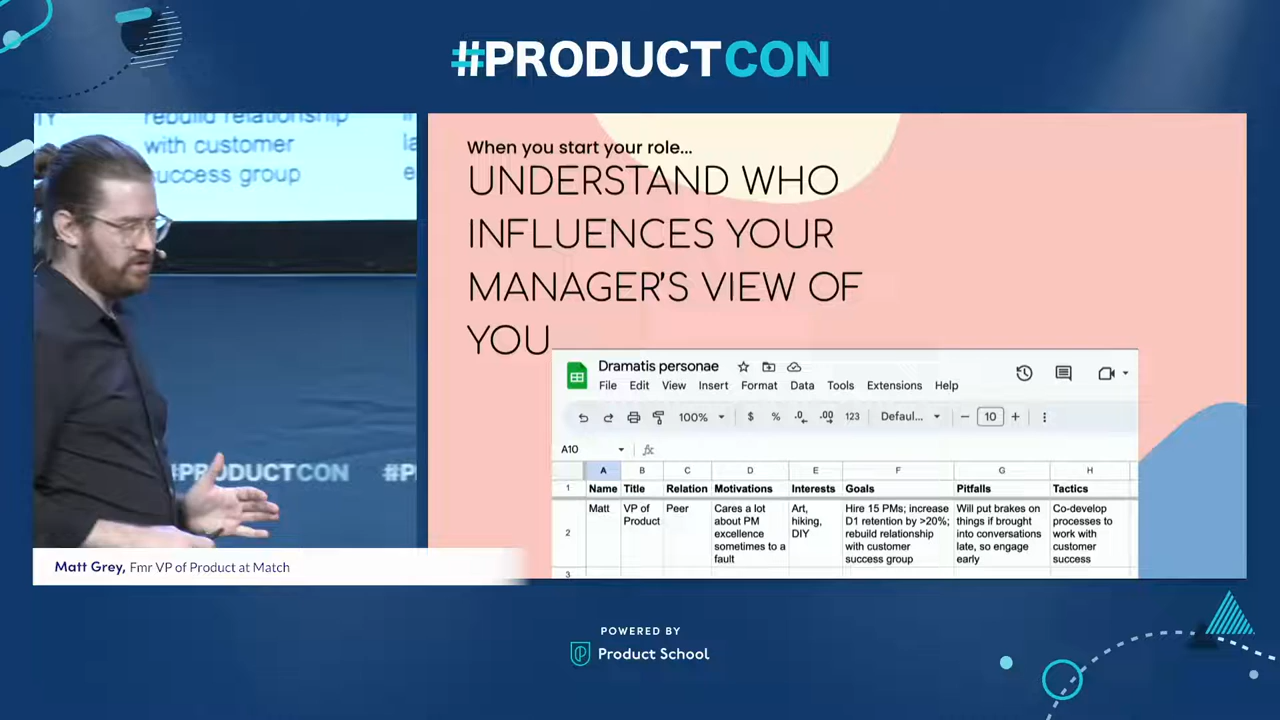 #PRODUCTCON
rebuild relationship
with customer
success group
#PRODUCTCON
Matt Grey, Fmr VP of Product at Match
When you start your role...
UNDERSTAND WHO
INFLUENCES YOUR
MANAGER'S VIEW OF
YOU
Dramatis personae
File Edit View Insert Format Data Tools Extensions Help
100% $ % .0 .00 123 Defaul... − 10 +
A10 fx
A B C D E F G H
1 Name Title Relation Motivations Interests Goals Pitfalls Tactics
2 Matt VP of Product Peer Cares a lot about PM excellence sometimes to a fault Art, hiking, DIY Hire 15 PMs; increase D1 retention by >20%; rebuild relationship with customer success group Will put brakes on things if brought into conversations late, so engage early Co-develop processes to work with customer success
3
POWERED BY
Product School